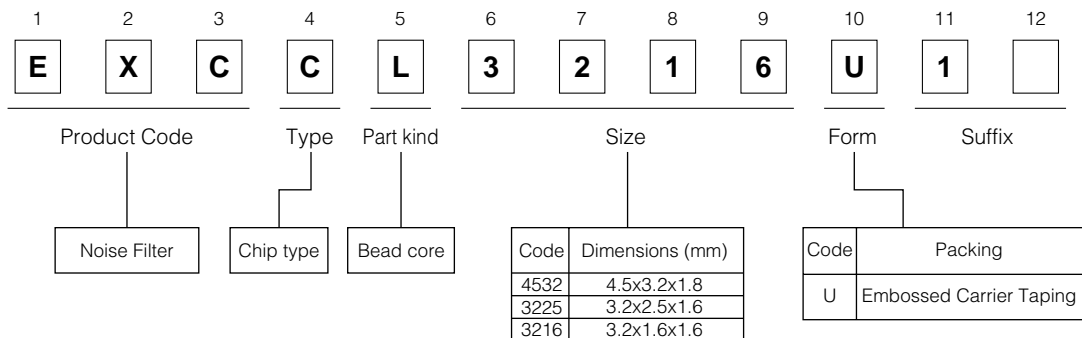 1 2 3 4 5 6 7 8 9 10 11 12
E X C C L 3 2 1 6 U 1
Product Code Type Part kind Size Form Suffix
Noise Filter Chip type Bead core
Code Dimensions (mm)
4532 4.5x3.2x1.8
3225 3.2x2.5x1.6
3216 3.2x1.6x1.6
Code Packing
U Embossed Carrier Taping